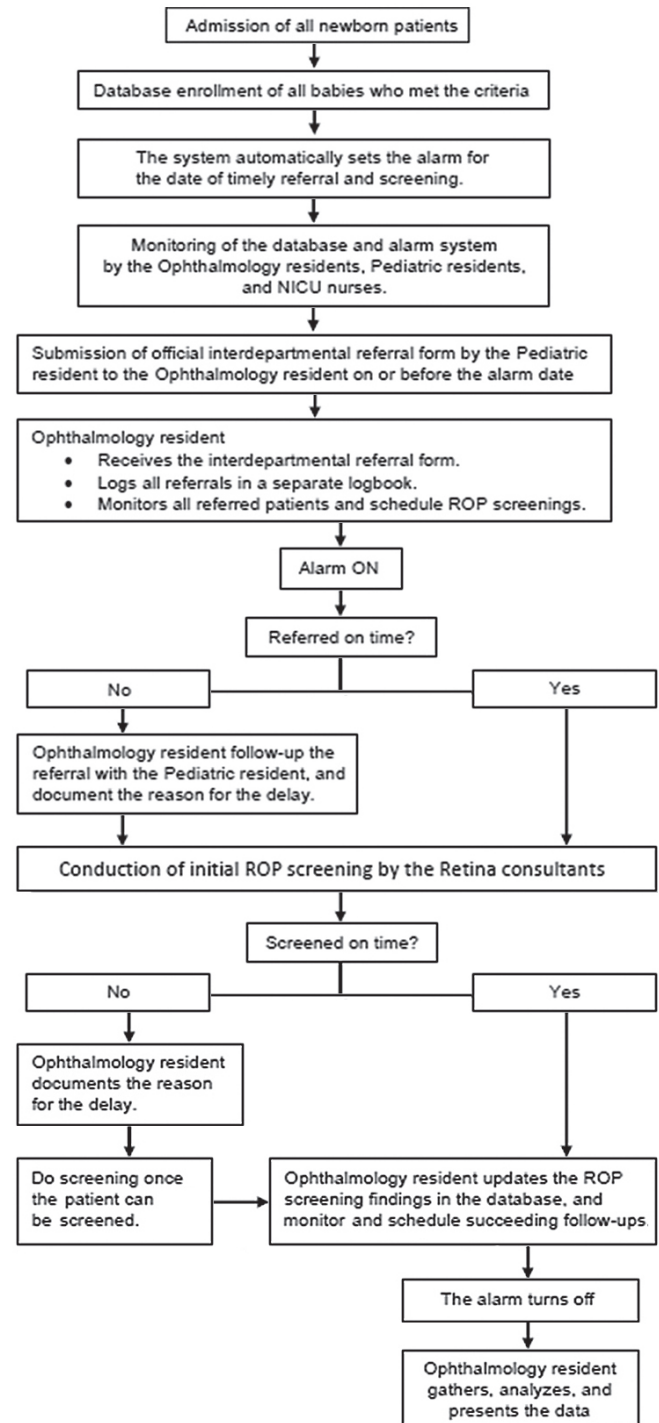 Admission of all newborn patients
Database enrollment of all babies who met the criteria
The system automatically sets the alarm for
the date of timely referral and screening.
Monitoring of the database and alarm system
by the Ophthalmology residents, Pediatric residents,
and NICU nurses.
Submission of official interdepartmental referral form by the Pediatric
resident to the Ophthalmology resident on or before the alarm date
Ophthalmology resident
• Receives the interdepartmental referral form.
• Logs all referrals in a separate logbook.
• Monitors all referred patients and schedule ROP screenings.
Alarm ON
Referred on time?
No
Yes
Ophthalmology resident follow-up the
referral with the Pediatric resident, and
document the reason for the delay.
Conduction of initial ROP screening by the Retina consultants
Screened on time?
No
Yes
Ophthalmology resident
documents the reason
for the delay.
Do screening once
the patient can
be screened.
Ophthalmology resident updates the ROP
screening findings in the database, and
monitor and schedule succeeding follow-ups.
The alarm turns off
Ophthalmology resident
gathers, analyzes, and
presents the data